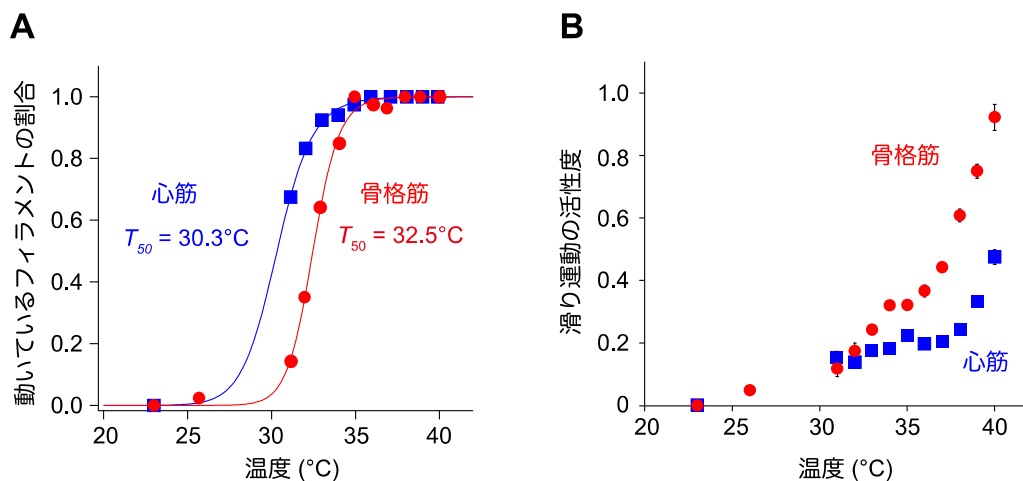 A
動いているフィラメントの割合
1.0
0.8
0.6
0.4
0.2
0.0
心筋
T50 = 30.3°C
骨格筋
T50 = 32.5°C
20 25 30 35 40
温度 (°C)
B
滑り運動の活性度
1.0
0.8
0.6
0.4
0.2
0
骨格筋
心筋
20 25 30 35 40
温度 (°C)